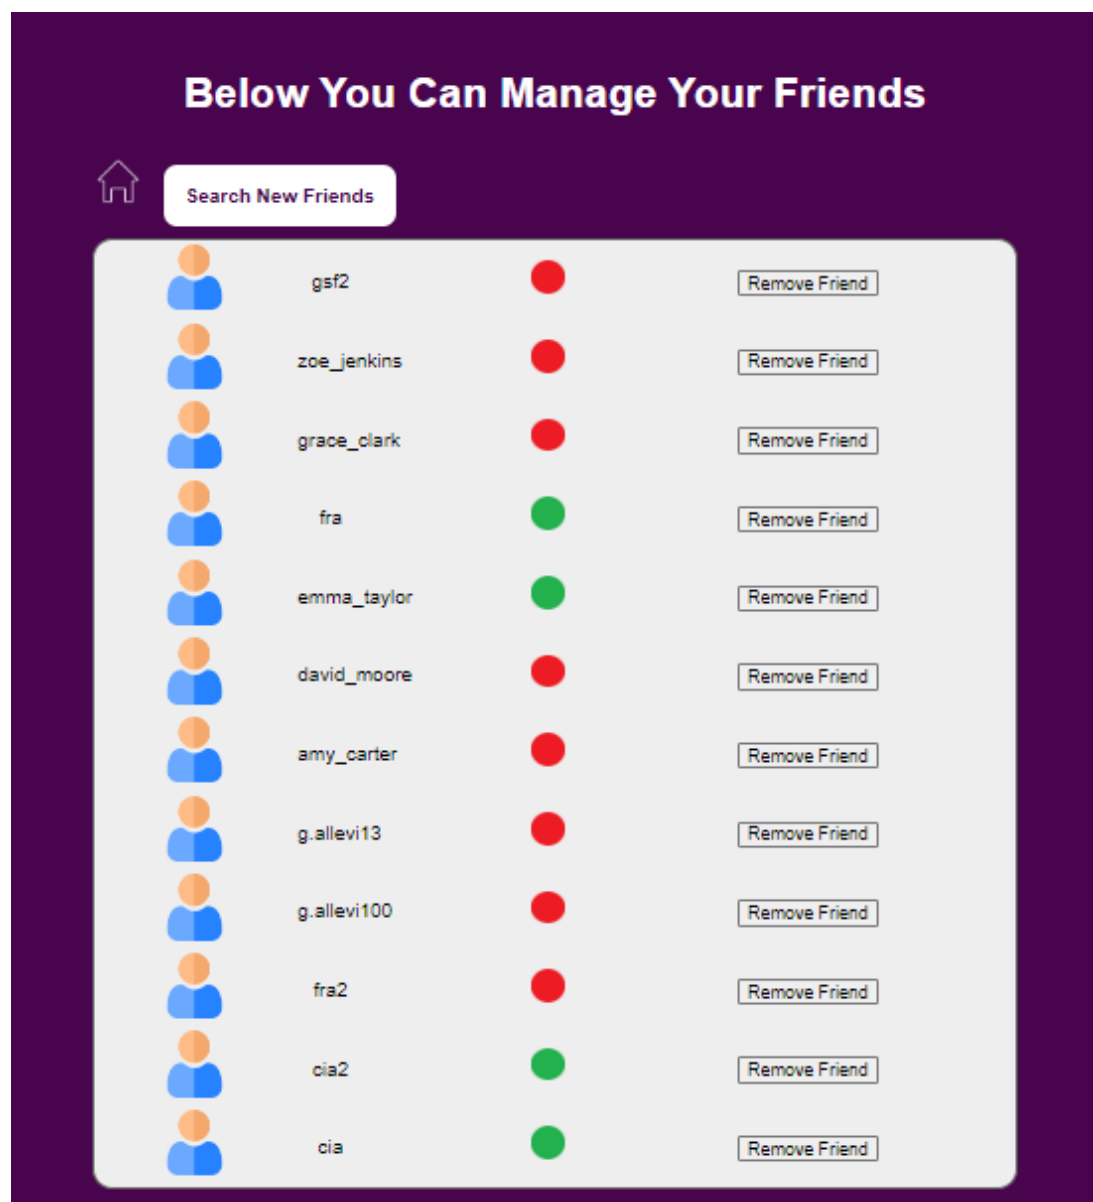 Below You Can Manage Your Friends
Search New Friends
gsf2 Remove Friend
zoe_jenkins Remove Friend
grace_clark Remove Friend
fra Remove Friend
emma_taylor Remove Friend
david_moore Remove Friend
amy_carter Remove Friend
g.allevi13 Remove Friend
g.allevi100 Remove Friend
fra2 Remove Friend
cia2 Remove Friend
cia Remove Friend